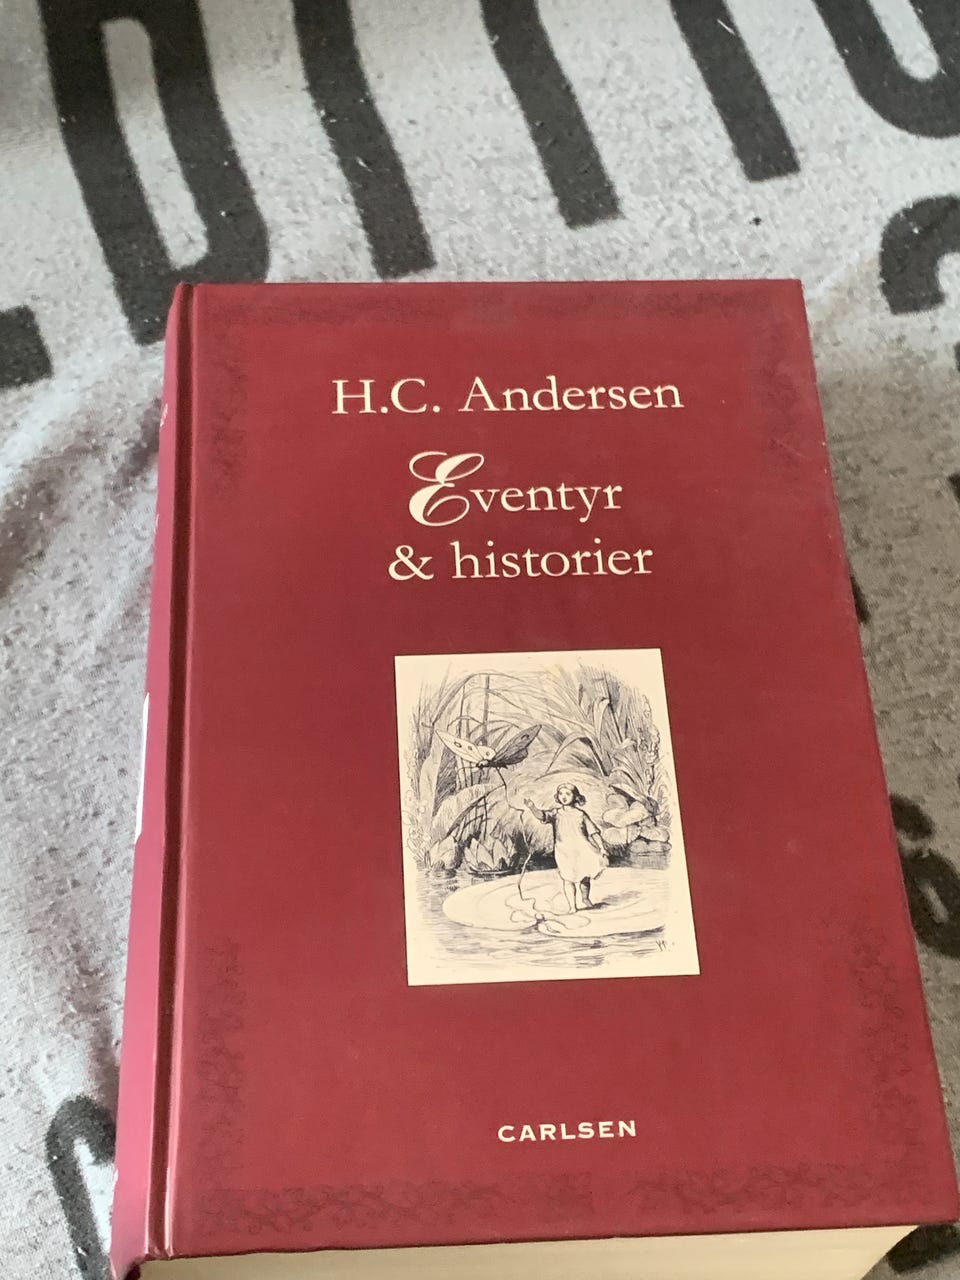 H.C. Andersen
Eventyr
& historier
CARLSEN